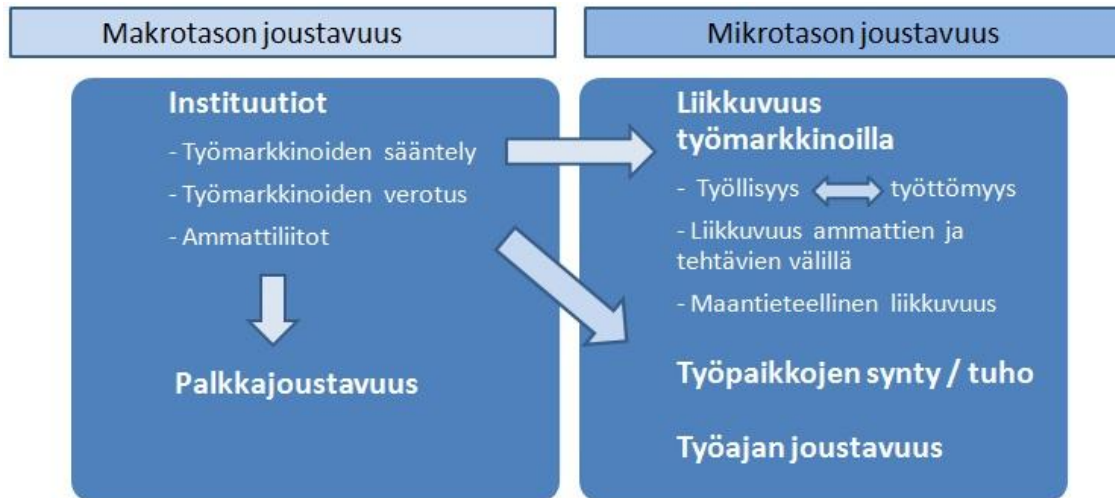 Makrotason joustavuus
Mikrotason joustavuus
Instituutiot
- Työmarkkinoiden sääntely
- Työmarkkinoiden verotus
- Ammattiliitot
Palkkajoustavuus
Liikkuvuus
työmarkkinoilla
- Työllisyys työttömyys
- Liikkuvuus ammattien ja
tehtävien välillä
- Maantieteellinen liikkuvuus
Työpaikkojen synty / tuho
Työajan joustavuus